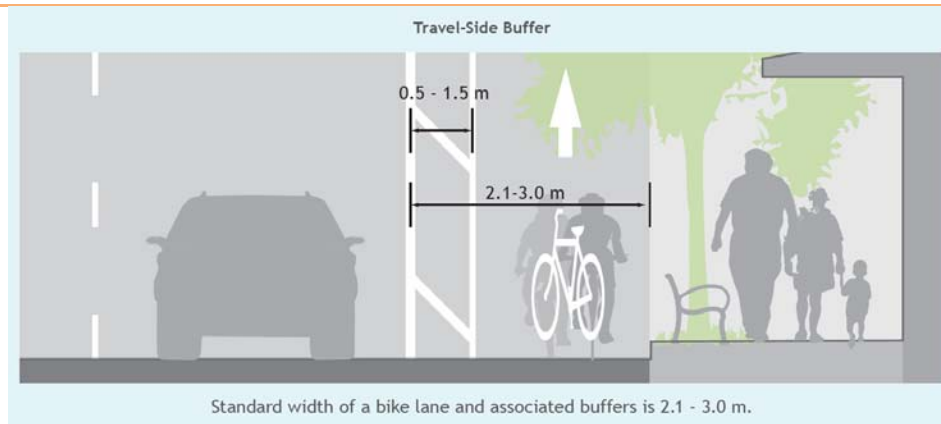 Travel-Side Buffer
0.5 - 1.5 m
2.1-3.0 m
Standard width of a bike lane and associated buffers is 2.1 - 3.0 m.